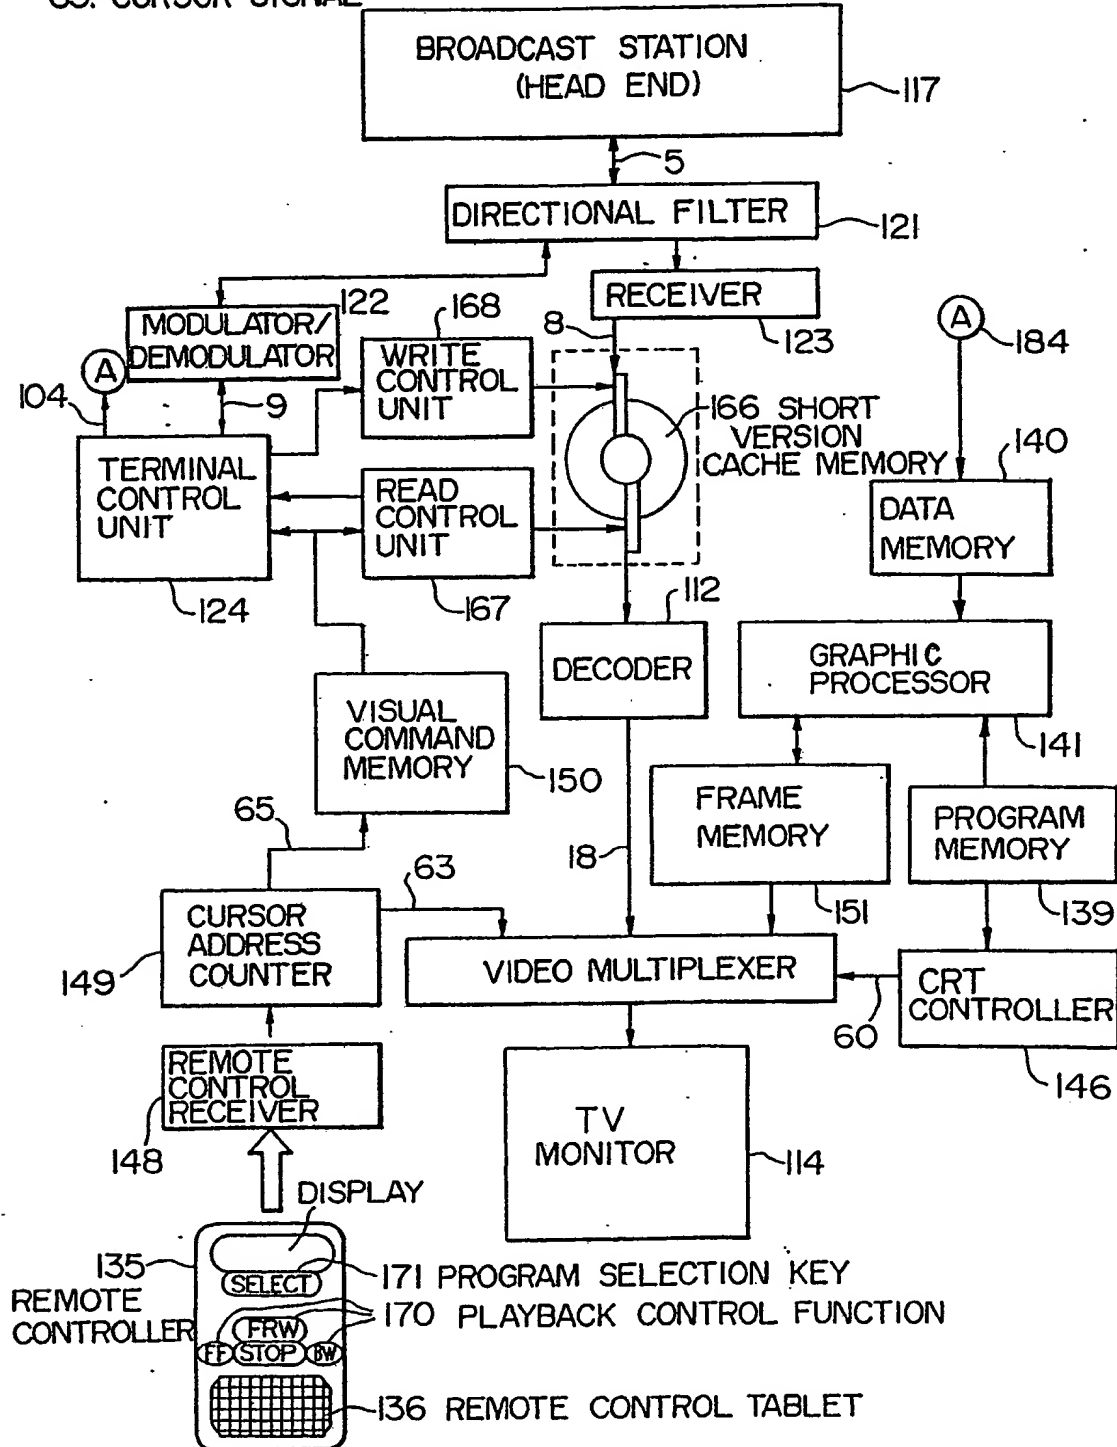 BROADCAST STATION
(HEAD END)
117
5
DIRECTIONAL FILTER
121
RECEIVER
123
122
MODULATOR/
DEMODULATOR
168
WRITE
CONTROL
UNIT
8
A
184
A
104
9
166 SHORT
VERSION
CACHE MEMORY
TERMINAL
CONTROL
UNIT
124
READ
CONTROL
UNIT
167
140
DATA
MEMORY
112
DECODER
GRAPHIC
PROCESSOR
141
VISUAL
COMMAND
MEMORY
150
FRAME
MEMORY
151
PROGRAM
MEMORY
139
65
63
18
CURSOR
ADDRESS
COUNTER
149
VIDEO MULTIPLEXER
60
CRT
CONTROLLER
146
REMOTE
CONTROL
RECEIVER
148
TV
MONITOR
114
DISPLAY
135
REMOTE
CONTROLLER
SELECT
171 PROGRAM SELECTION KEY
FRW
170 PLAYBACK CONTROL FUNCTION
FF STOP BW
136 REMOTE CONTROL TABLET